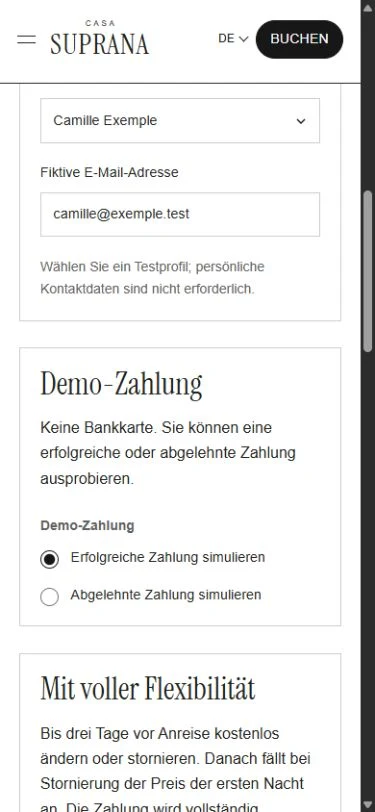 CASA
SUPRANA
DE
BUCHEN
Camille Exemple
Fiktive E-Mail-Adresse
camille@exemple.test
Wählen Sie ein Testprofil; persönliche
Kontaktdaten sind nicht erforderlich.
Demo-Zahlung
Keine Bankkarte. Sie können eine
erfolgreiche oder abgelehnte Zahlung
ausprobieren.
Demo-Zahlung
Erfolgreiche Zahlung simulieren
Abgelehnte Zahlung simulieren
Mit voller Flexibilität
Bis drei Tage vor Anreise kostenlos
ändern oder stornieren. Danach fällt bei
Stornierung der Preis der ersten Nacht
an. Die Zahlung wird vollständig